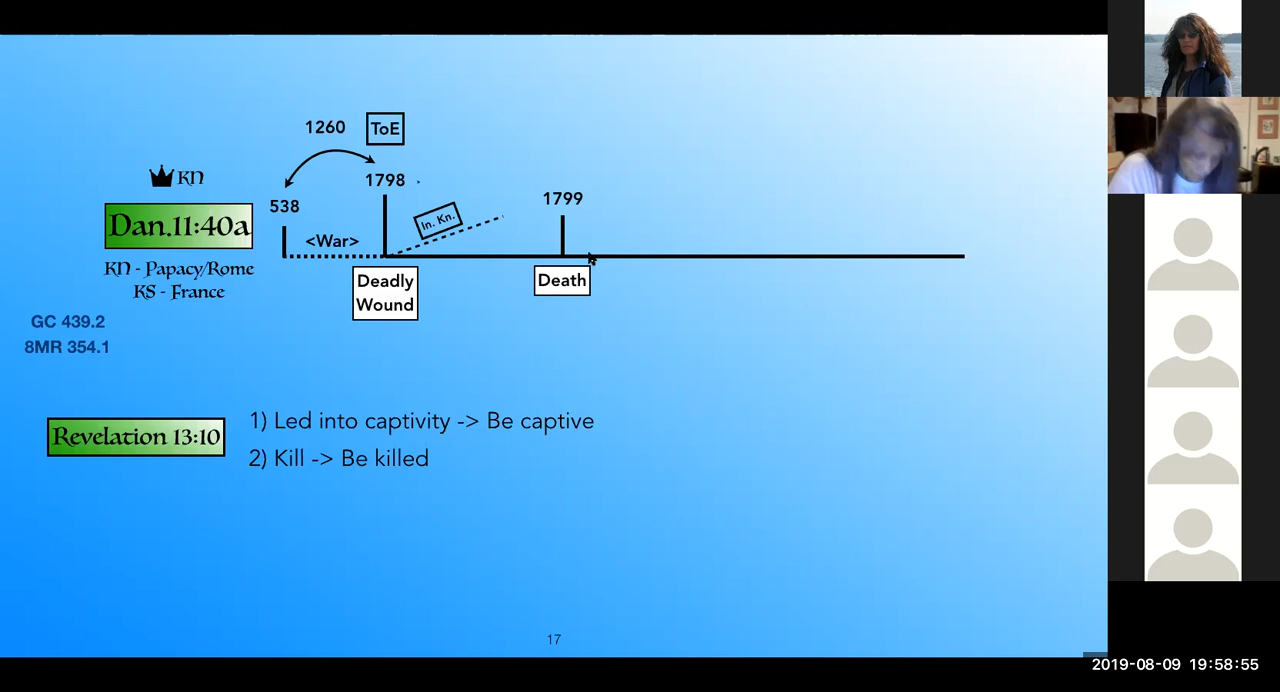 1260
ToE
KN
1798
538
1799
Dan.11:40a
In. Kn.
<War>
KN - Papacy/Rome
KS - France
Deadly
Wound
Death
GC 439.2
8MR 354.1
Revelation 13:10
1) Led into captivity -> Be captive
2) Kill -> Be killed
17
2019-08-09 19:58:55